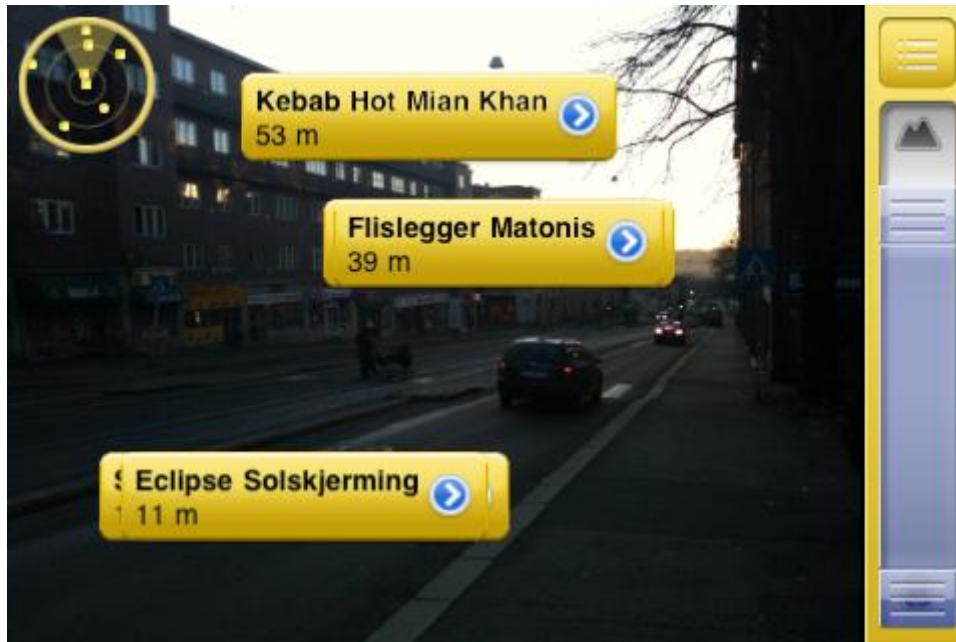 Kebab Hot Mian Khan
53 m
Flislegger Matonis
39 m
Eclipse Solskjerming
11 m